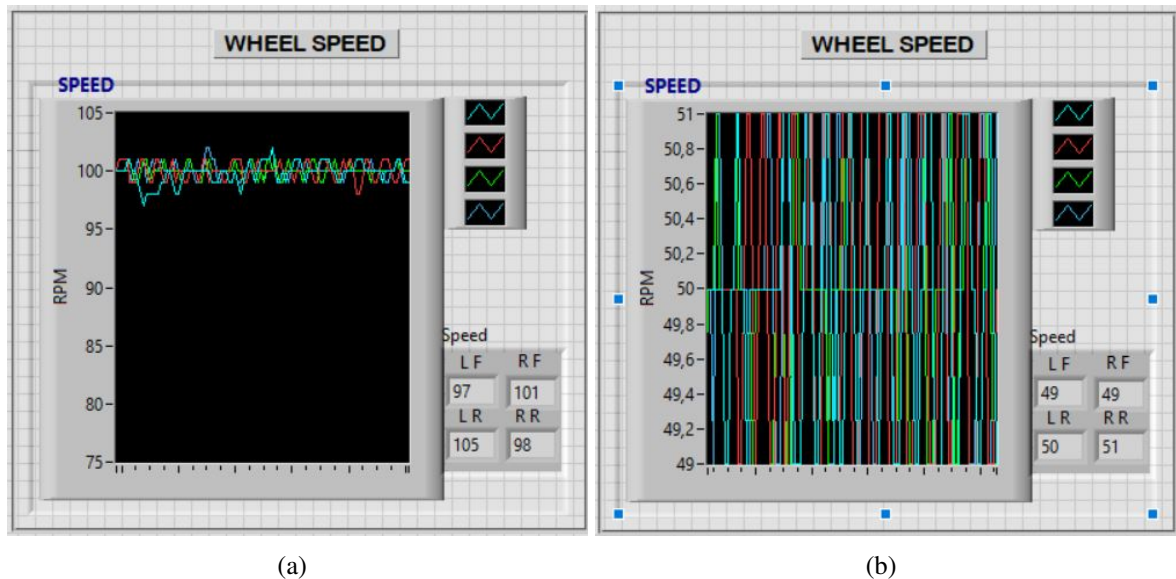 WHEEL SPEED
SPEED
105
100
95
90
85
80
75
RPM
Speed
L F R F
97 101
L R R R
105 98
(a)
WHEEL SPEED
SPEED
51
50,8
50,6
50,4
50,2
50
49,8
49,6
49,4
49,2
49
RPM
Speed
L F R F
49 49
L R R R
50 51
(b)